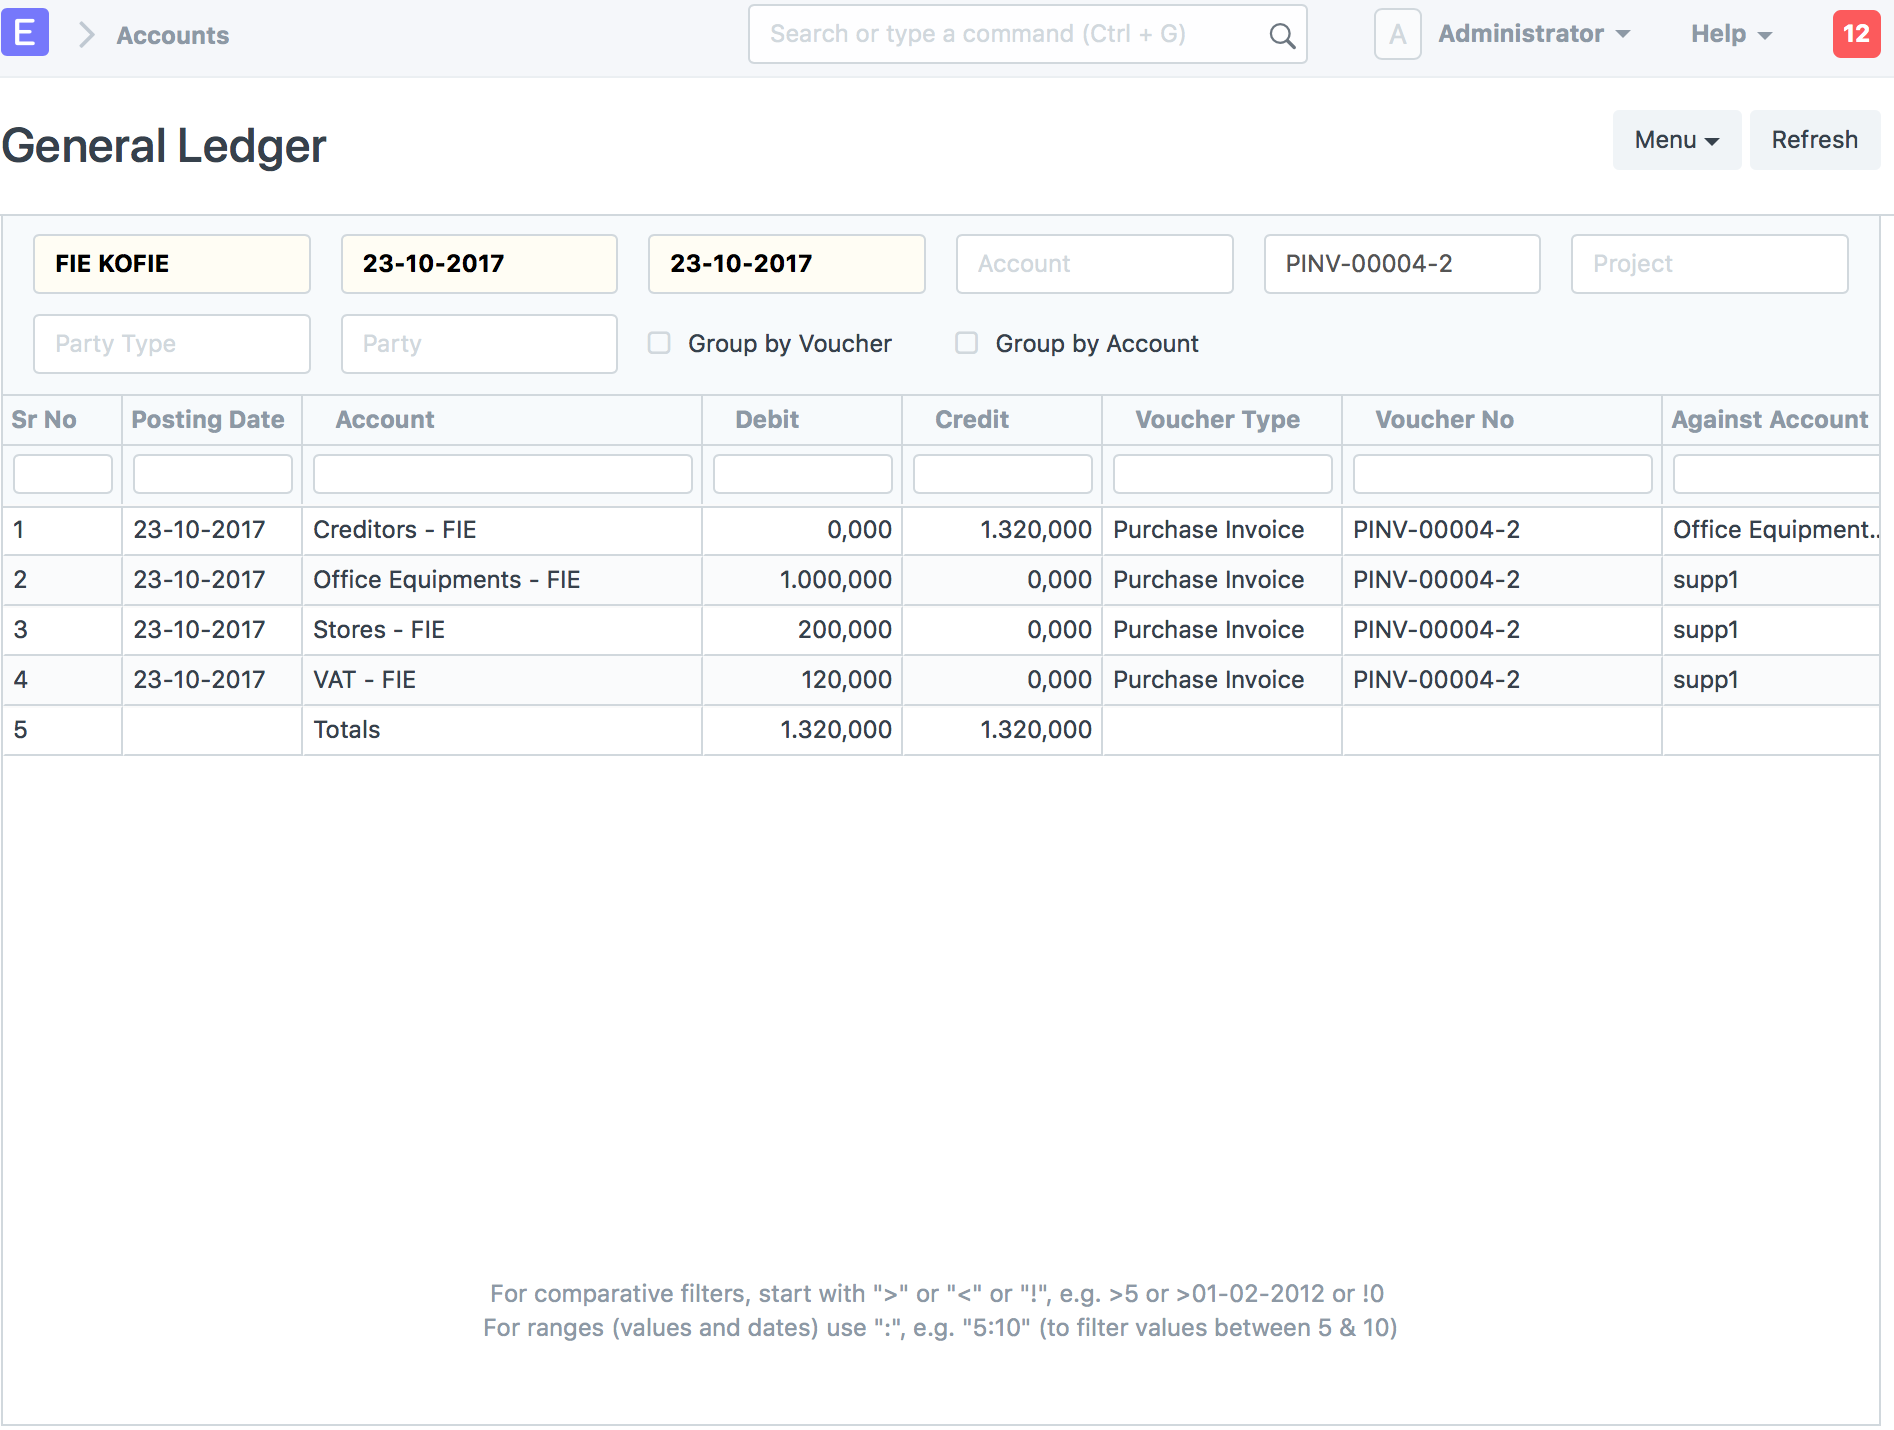 E Accounts Search or type a command (Ctrl + G) A Administrator Help 12
General Ledger Menu Refresh
FIE KOFIE 23-10-2017 23-10-2017 Account PINV-00004-2 Project
Party Type Party Group by Voucher Group by Account
Sr No Posting Date Account Debit Credit Voucher Type Voucher No Against Account
1 23-10-2017 Creditors - FIE 0,000 1.320,000 Purchase Invoice PINV-00004-2 Office Equipment..
2 23-10-2017 Office Equipments - FIE 1.000,000 0,000 Purchase Invoice PINV-00004-2 supp1
3 23-10-2017 Stores - FIE 200,000 0,000 Purchase Invoice PINV-00004-2 supp1
4 23-10-2017 VAT - FIE 120,000 0,000 Purchase Invoice PINV-00004-2 supp1
5 Totals 1.320,000 1.320,000
For comparative filters, start with ">" or "<" or "!", e.g. >5 or >01-02-2012 or !0
For ranges (values and dates) use ":", e.g. "5:10" (to filter values between 5 & 10)